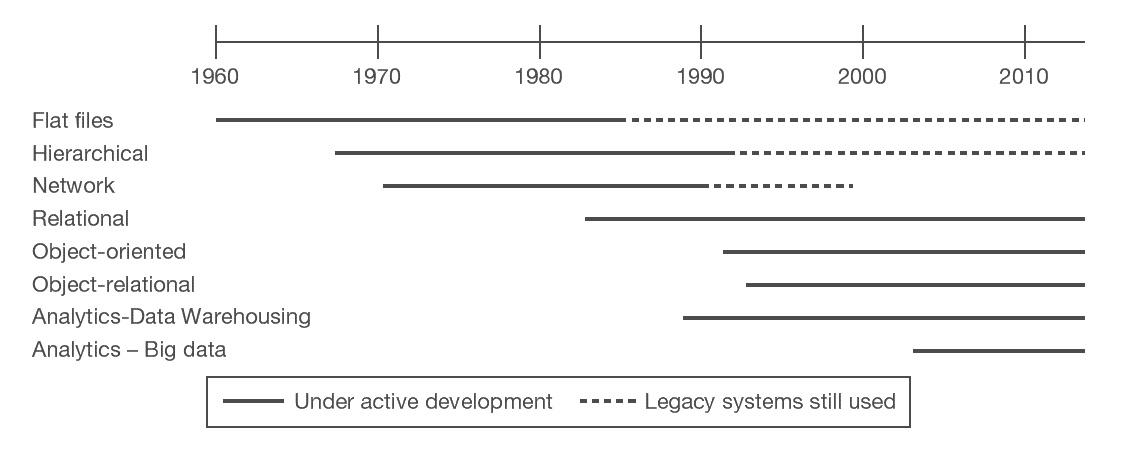 1960 1970 1980 1990 2000 2010
Flat files
Hierarchical
Network
Relational
Object-oriented
Object-relational
Analytics-Data Warehousing
Analytics – Big data
Under active development Legacy systems still used